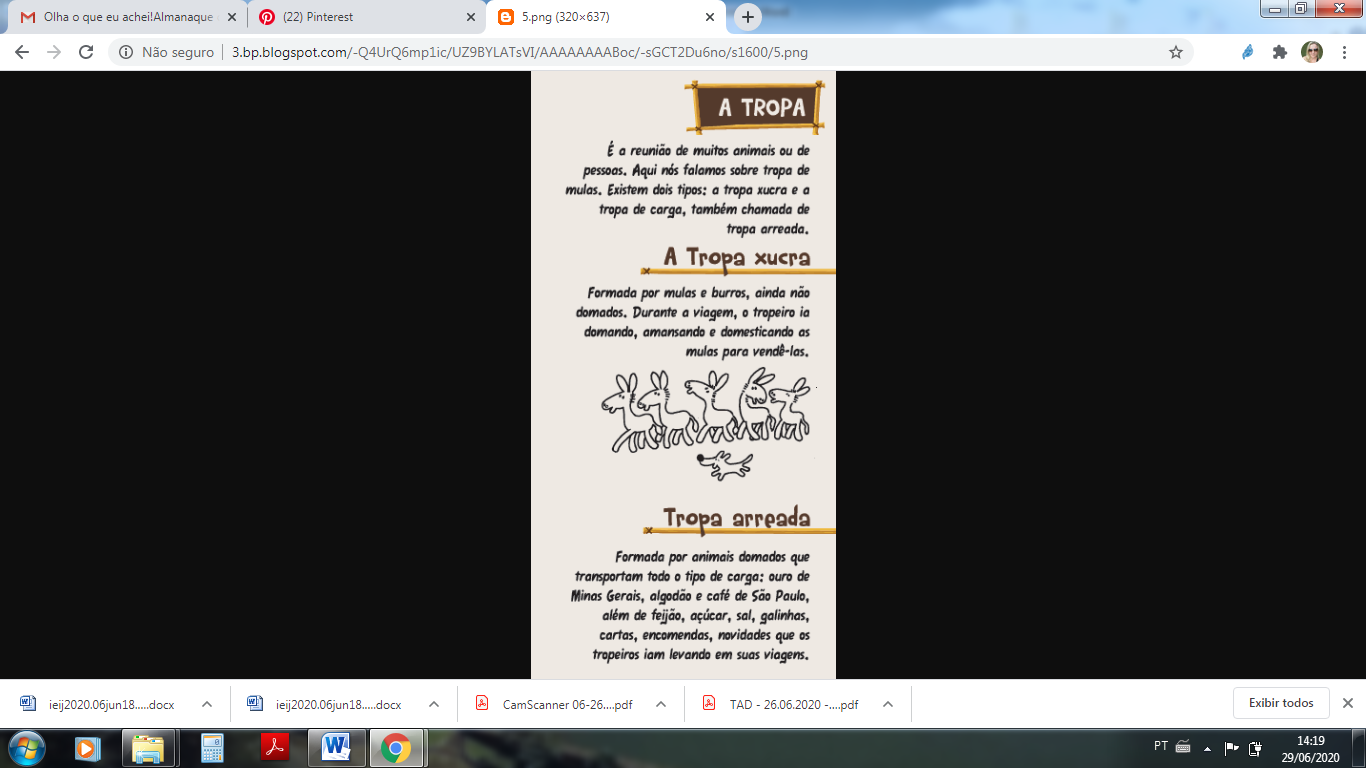 Olha o que eu achei!Almanaque
(22) Pinterest
5.png (320×637)
Não seguro
3.bp.blogspot.com/-Q4UrQ6mp1ic/UZ9BYLATsVI/AAAAAAAABoc/-sGCT2Du6no/s1600/5.png
A TROPA
É a reunião de muitos animais ou de
pessoas. Aqui nós falamos sobre tropa de
mulas. Existem dois tipos: a tropa xucra e a
tropa de carga, também chamada de
tropa arreada.
A Tropa xucra
Formada por mulas e burros, ainda não
domados. Durante a viagem, o tropeiro ia
domando, amansando e domesticando as
mulas para vendê-las.
Tropa arreada
Formada por animais domados que
transportam todo o tipo de carga: ouro de
Minas Gerais, algodão e café de São Paulo,
além de feijão, açúcar, sal, galinhas,
cartas, encomendas, novidades que os
tropeiros iam levando em suas viagens.
ieij2020.06jun18.....docx
ieij2020.06jun18.....docx
CamScanner 06-26....pdf
TAD - 26.06.2020 -....pdf
Exibir todos
PT
14:19
29/06/2020